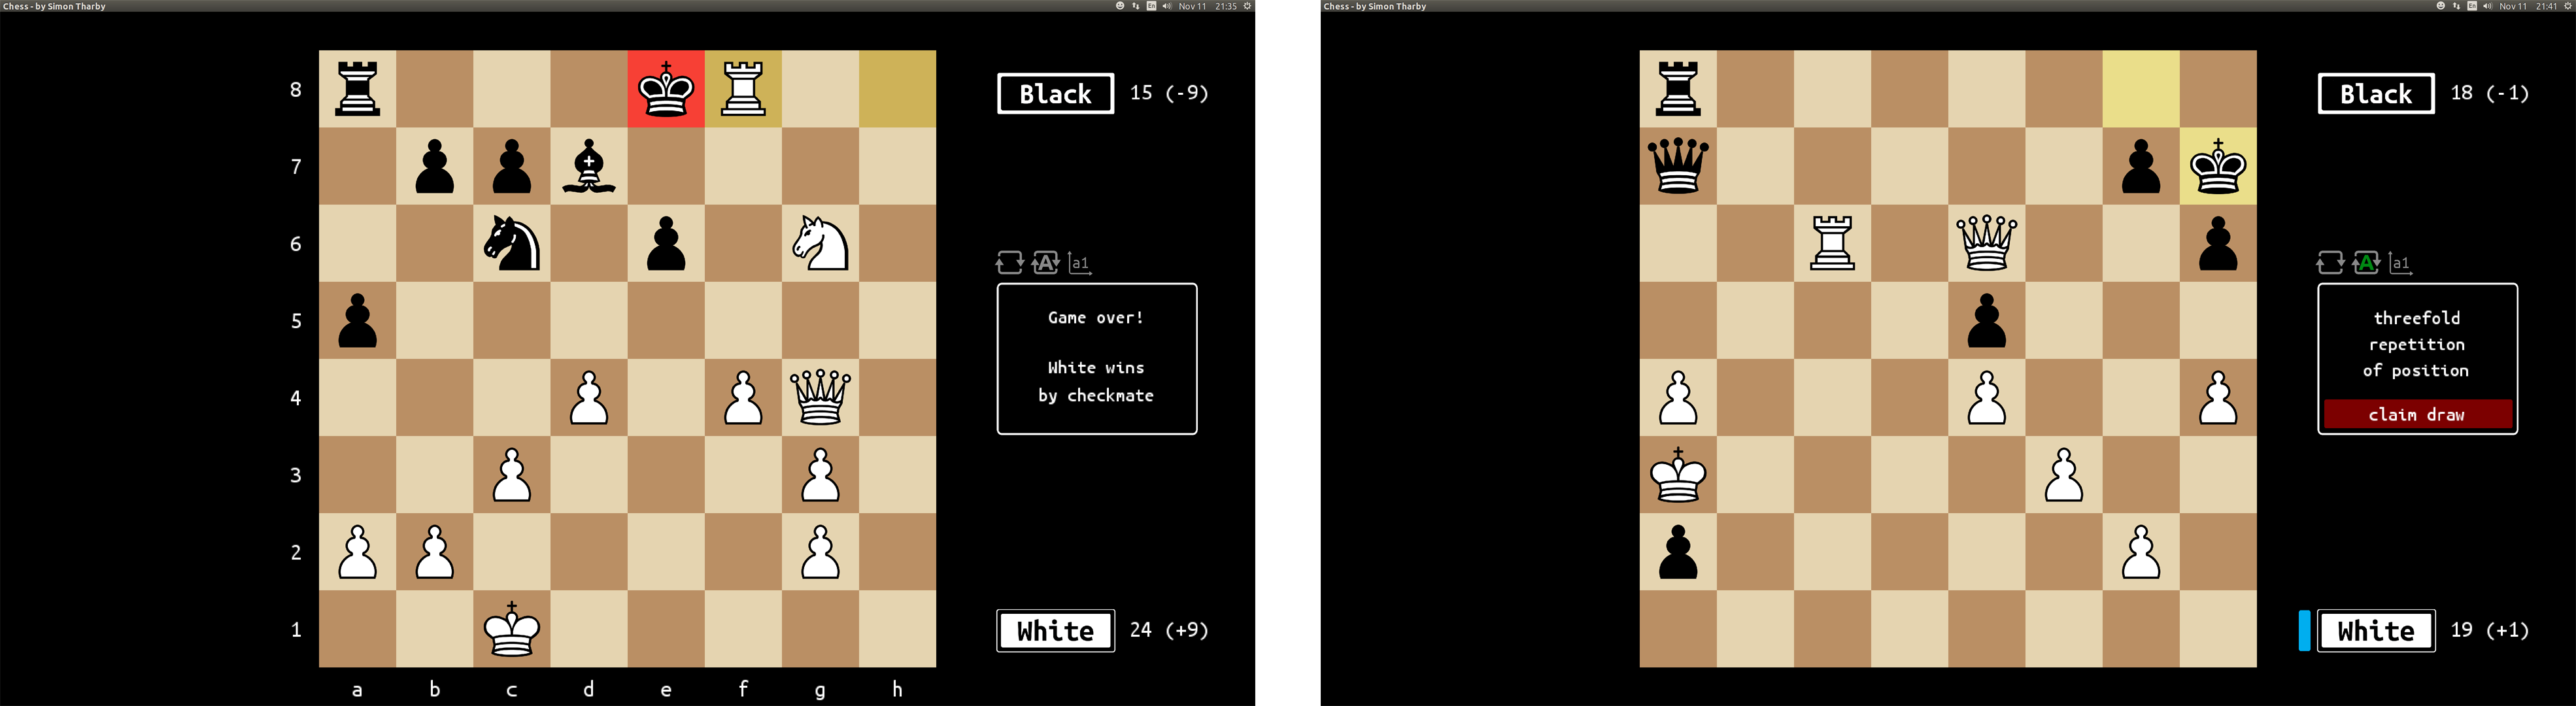 Chess - by Simon Tharby
En Nov 11 21:35
8
7
6
5
4
3
2
1
a b c d e f g h
Black 15 (-9)
A a1
Game over!
White wins
by checkmate
White 24 (+9)
Chess - by Simon Tharby
En Nov 11 21:41
Black 18 (-1)
A a1
threefold
repetition
of position
claim draw
White 19 (+1)